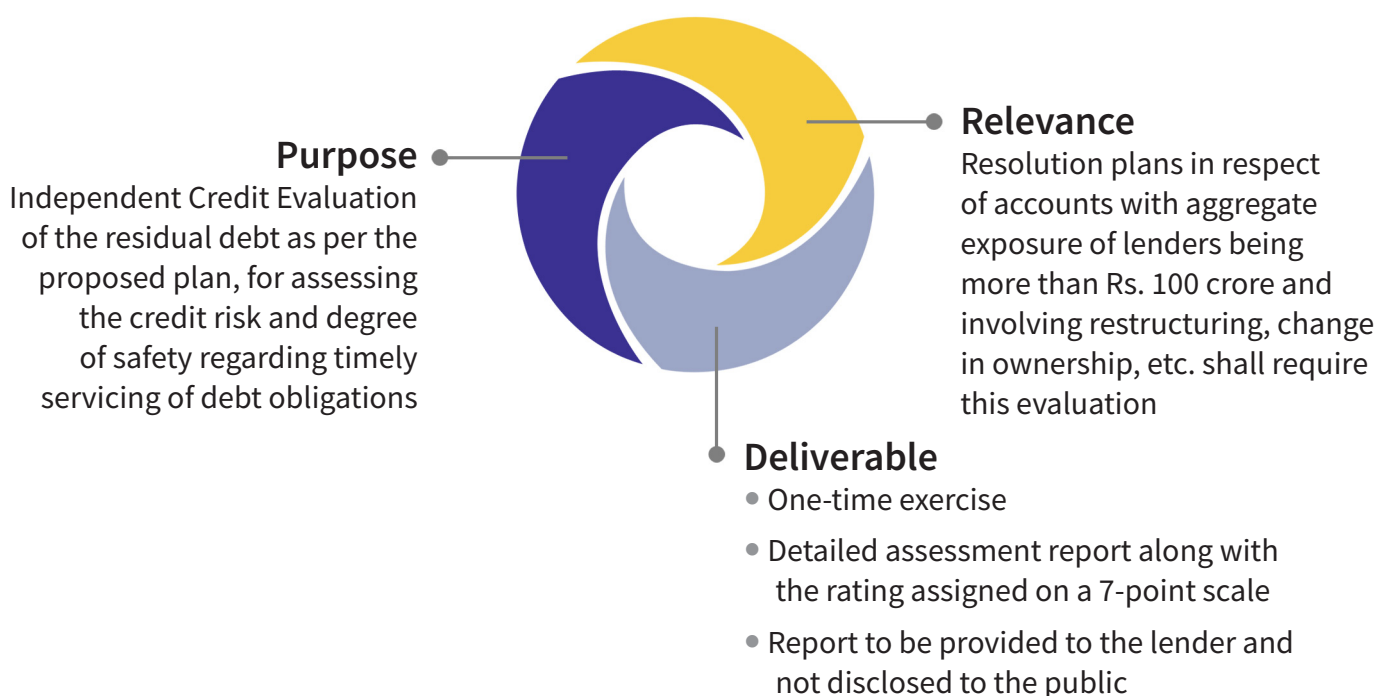 Purpose
Independent Credit Evaluation
of the residual debt as per the
proposed plan, for assessing
the credit risk and degree
of safety regarding timely
servicing of debt obligations
Relevance
Resolution plans in respect
of accounts with aggregate
exposure of lenders being
more than Rs. 100 crore and
involving restructuring, change
in ownership, etc. shall require
this evaluation
Deliverable
• One-time exercise
• Detailed assessment report along with
the rating assigned on a 7-point scale
• Report to be provided to the lender and
not disclosed to the public